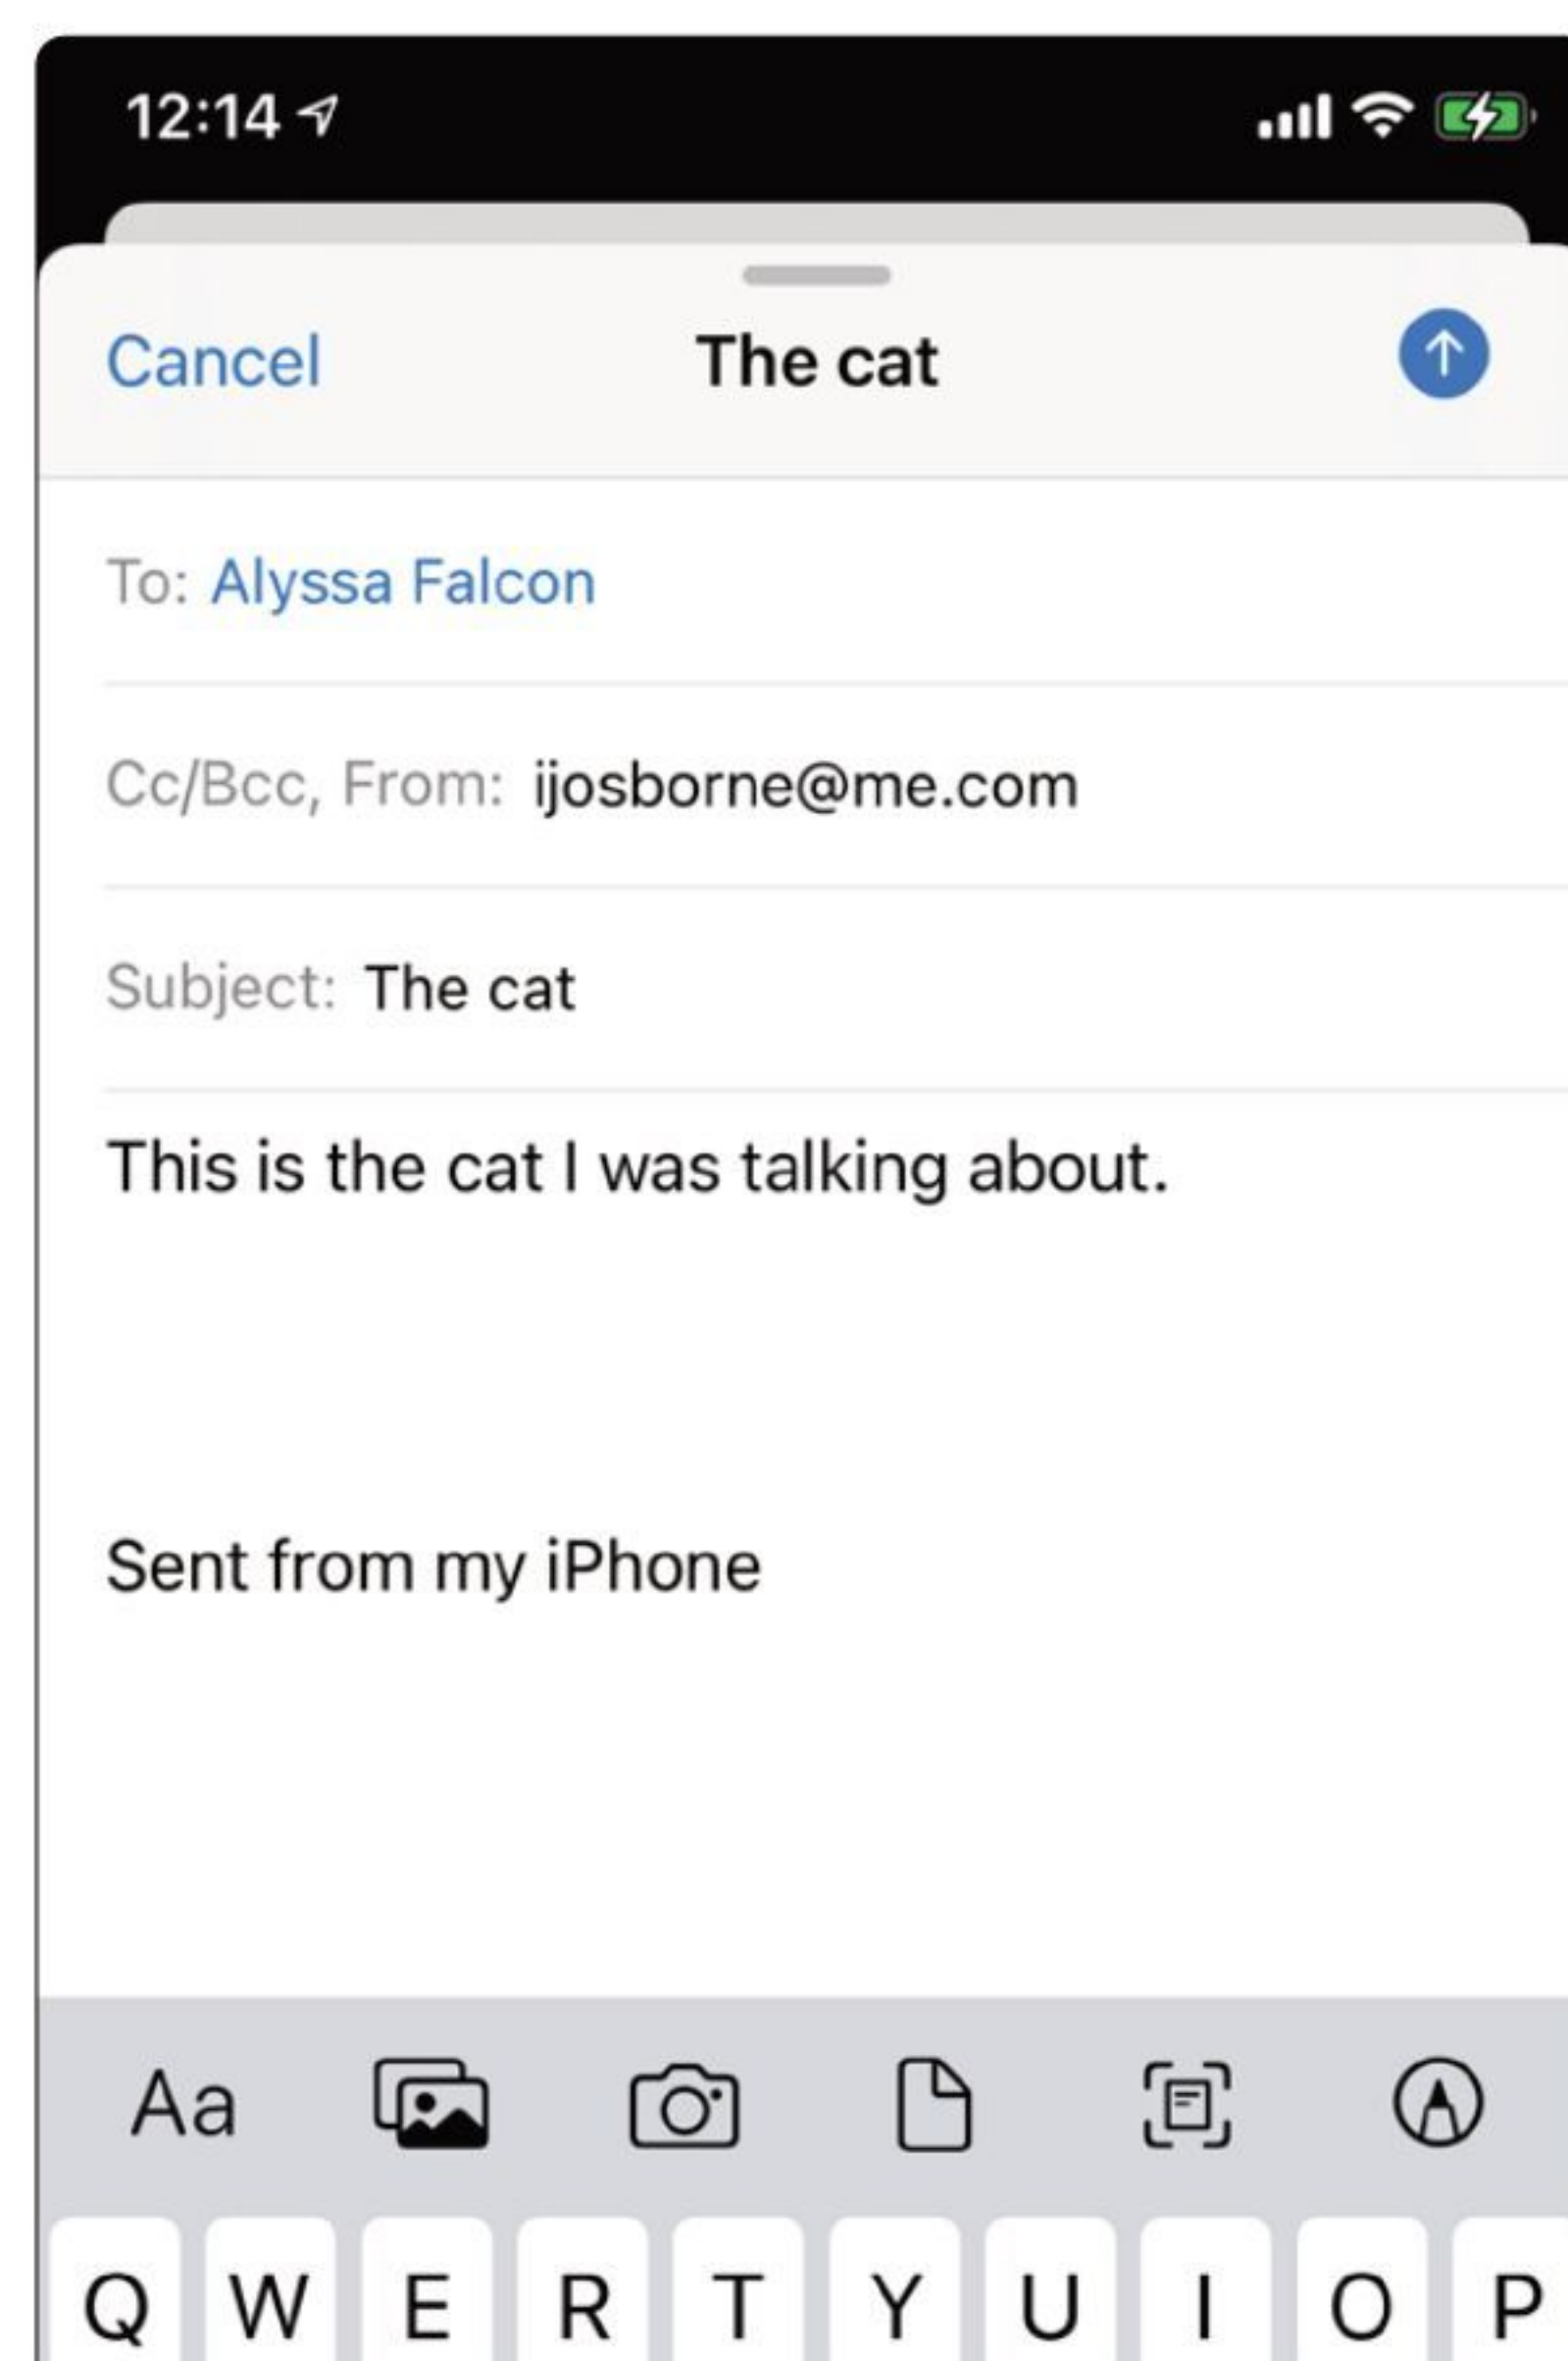 12:14
Cancel The cat
To: Alyssa Falcon
Cc/Bcc, From: ijosborne@me.com
Subject: The cat
This is the cat I was talking about.
Sent from my iPhone
Aa
Q W E R T Y U I O P